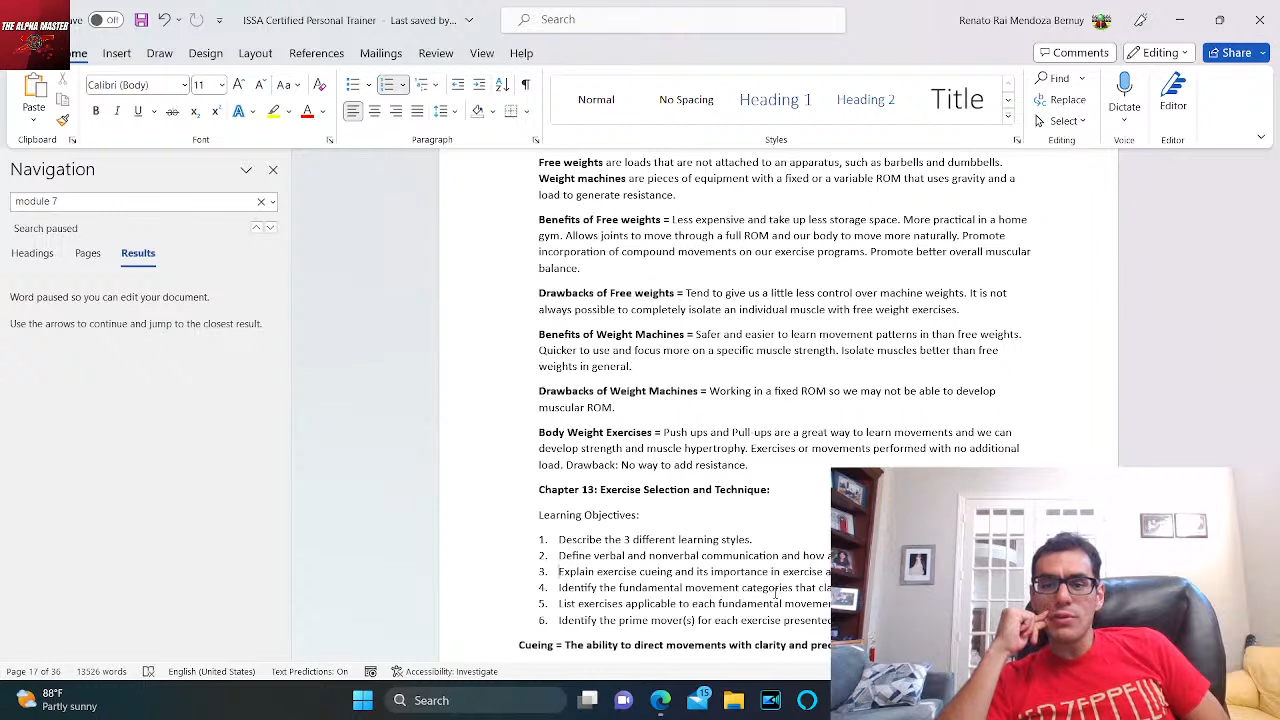 THE ALPHA MASTER
Off
ISSA Certified Personal Trainer - Last saved by...
Search
Renato Rai Mendoza Bernuy
Insert
Draw
Design
Layout
References
Mailings
Review
View
Help
Comments
Editing
Share
Paste
Calibri (Body)
11
Normal
No Spacing
Heading 1
Heading 2
Title
Find
Replace
Select
Dictate
Editor
Clipboard
Font
Paragraph
Styles
Editing
Voice
Editor
Navigation
module 7
Search paused
Headings
Pages
Results
Word paused so you can edit your document.
Use the arrows to continue and jump to the closest result.
Free weights are loads that are not attached to an apparatus, such as barbells and dumbbells.
Weight machines are pieces of equipment with a fixed or a variable ROM that uses gravity and a
load to generate resistance.
Benefits of Free weights = Less expensive and take up less storage space. More practical in a home
gym. Allows joints to move through a full ROM and our body to move more naturally. Promote
incorporation of compound movements on our exercise programs. Promote better overall muscular
balance.
Drawbacks of Free weights = Tend to give us a little less control over machine weights. It is not
always possible to completely isolate an individual muscle with free weight exercises.
Benefits of Weight Machines = Safer and easier to learn movement patterns in than free weights.
Quicker to use and focus more on a specific muscle strength. Isolate muscles better than free
weights in general.
Drawbacks of Weight Machines = Working in a fixed ROM so we may not be able to develop
muscular ROM.
Body Weight Exercises = Push ups and Pull-ups are a great way to learn movements and we can
develop strength and muscle hypertrophy. Exercises or movements performed with no additional
load. Drawback: No way to add resistance.
Chapter 13: Exercise Selection and Technique:
Learning Objectives:
1. Describe the 3 different learning styles.
2. Define verbal and nonverbal communication and how
3. Explain exercise cueing and its importance in exercise
4. Identify the fundamental movement categories that
5. List exercises applicable to each fundamental
6. Identify the prime mover(s) for each exercise presented
Cueing = The ability to direct movements with clarity and
Page 17 of 36
13526 words
English (United States)
Text Predictions: On
Accessibility: Investigate
88°F
Partly sunny
Search
15
LED-ZEPPELIN